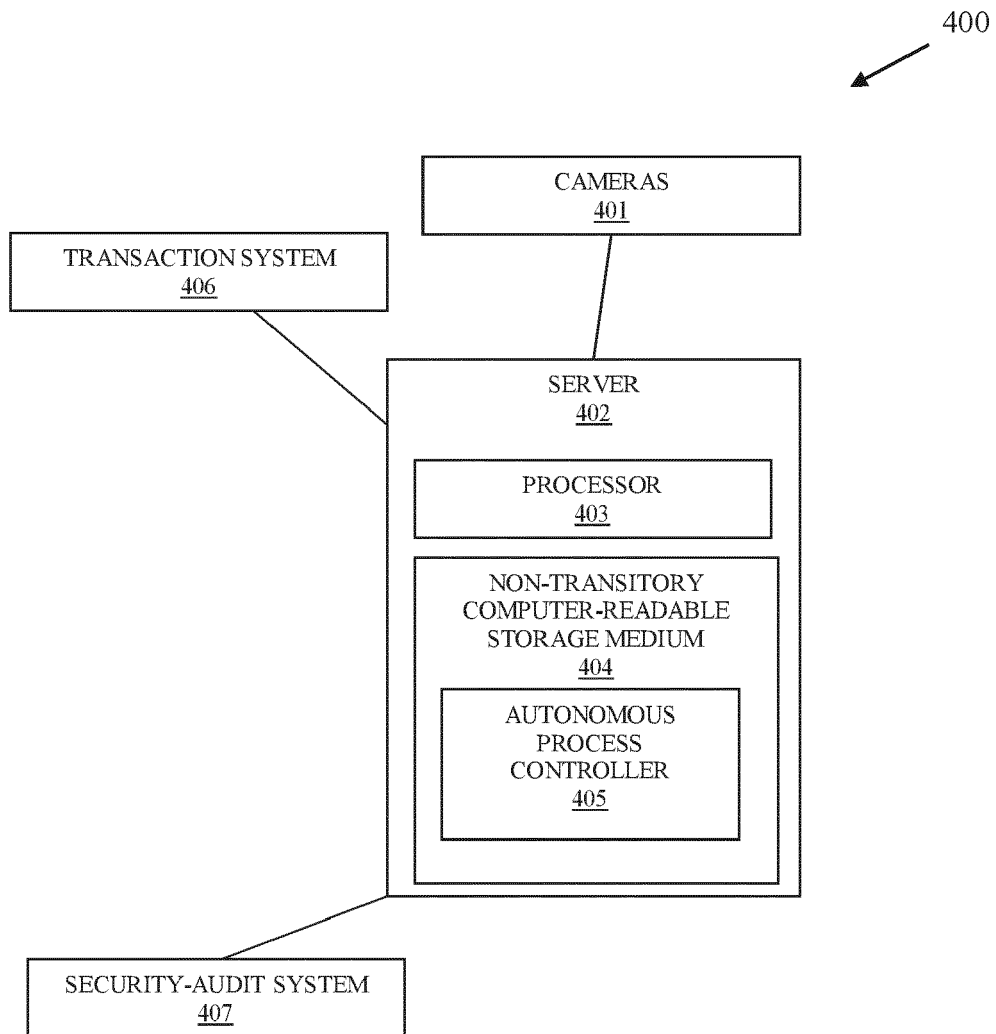 400
CAMERAS
401
TRANSACTION SYSTEM
406
SERVER
402
PROCESSOR
403
NON-TRANSITORY
COMPUTER-READABLE
STORAGE MEDIUM
404
AUTONOMOUS
PROCESS
CONTROLLER
405
SECURITY-AUDIT SYSTEM
407